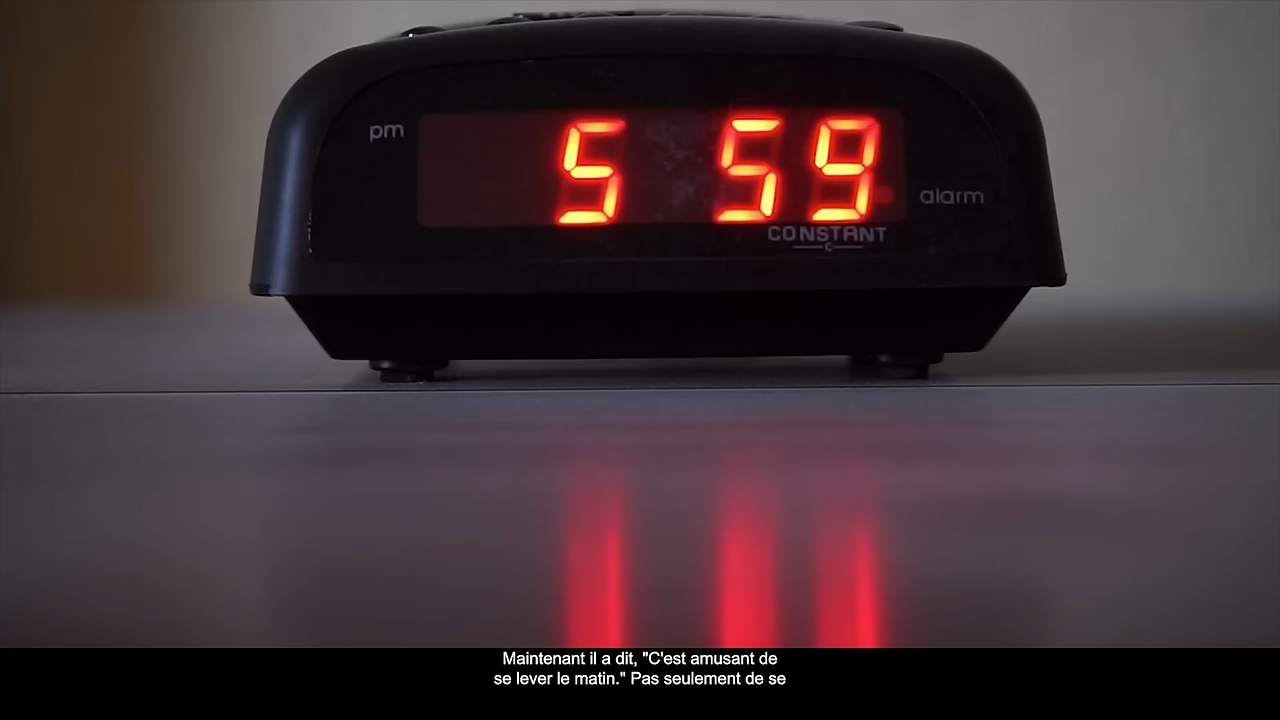 pm
5 59
alarm
CONSTANT
C
Maintenant il a dit, "C'est amusant de
se lever le matin." Pas seulement de se